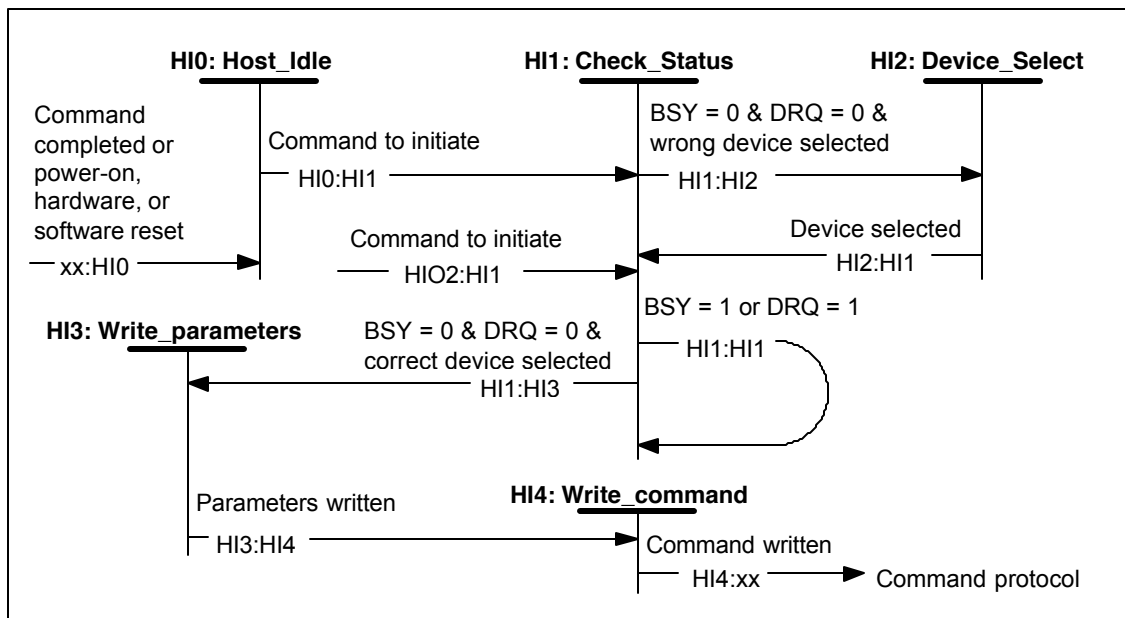 HI0: Host_Idle
HI1: Check_Status
HI2: Device_Select
Command
completed or
power-on,
hardware, or
software reset
xx:HI0
Command to initiate
HI0:HI1
BSY = 0 & DRQ = 0 &
wrong device selected
HI1:HI2
Command to initiate
HIO2:HI1
Device selected
HI2:HI1
HI3: Write_parameters
BSY = 0 & DRQ = 0 &
correct device selected
HI1:HI3
BSY = 1 or DRQ = 1
HI1:HI1
Parameters written
HI3:HI4
HI4: Write_command
Command written
HI4:xx
Command protocol